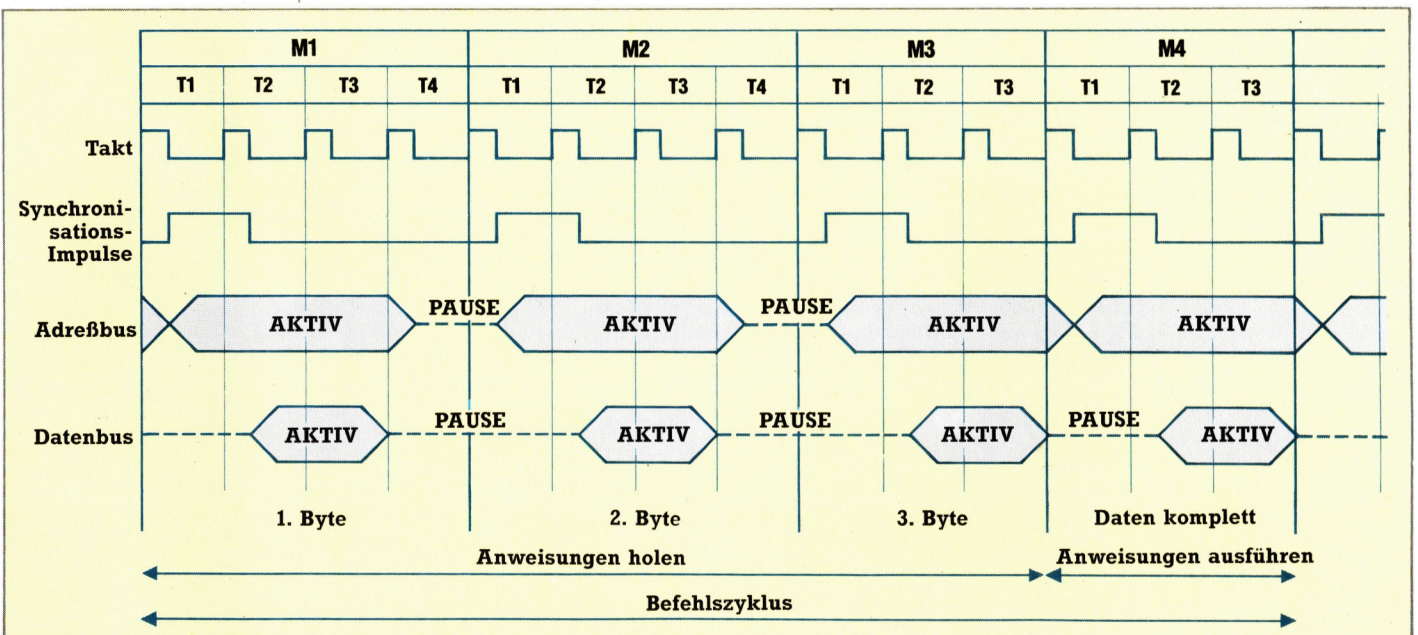 M1 M2 M3 M4
T1 T2 T3 T4 T1 T2 T3 T4 T1 T2 T3 T1 T2 T3
Takt
Synchroni-
sations-
Impulse
Adreßbus AKTIV PAUSE AKTIV PAUSE AKTIV AKTIV
Datenbus AKTIV PAUSE AKTIV PAUSE AKTIV PAUSE AKTIV
1. Byte 2. Byte 3. Byte Daten komplett
Anweisungen holen Anweisungen ausführen
Befehlszyklus